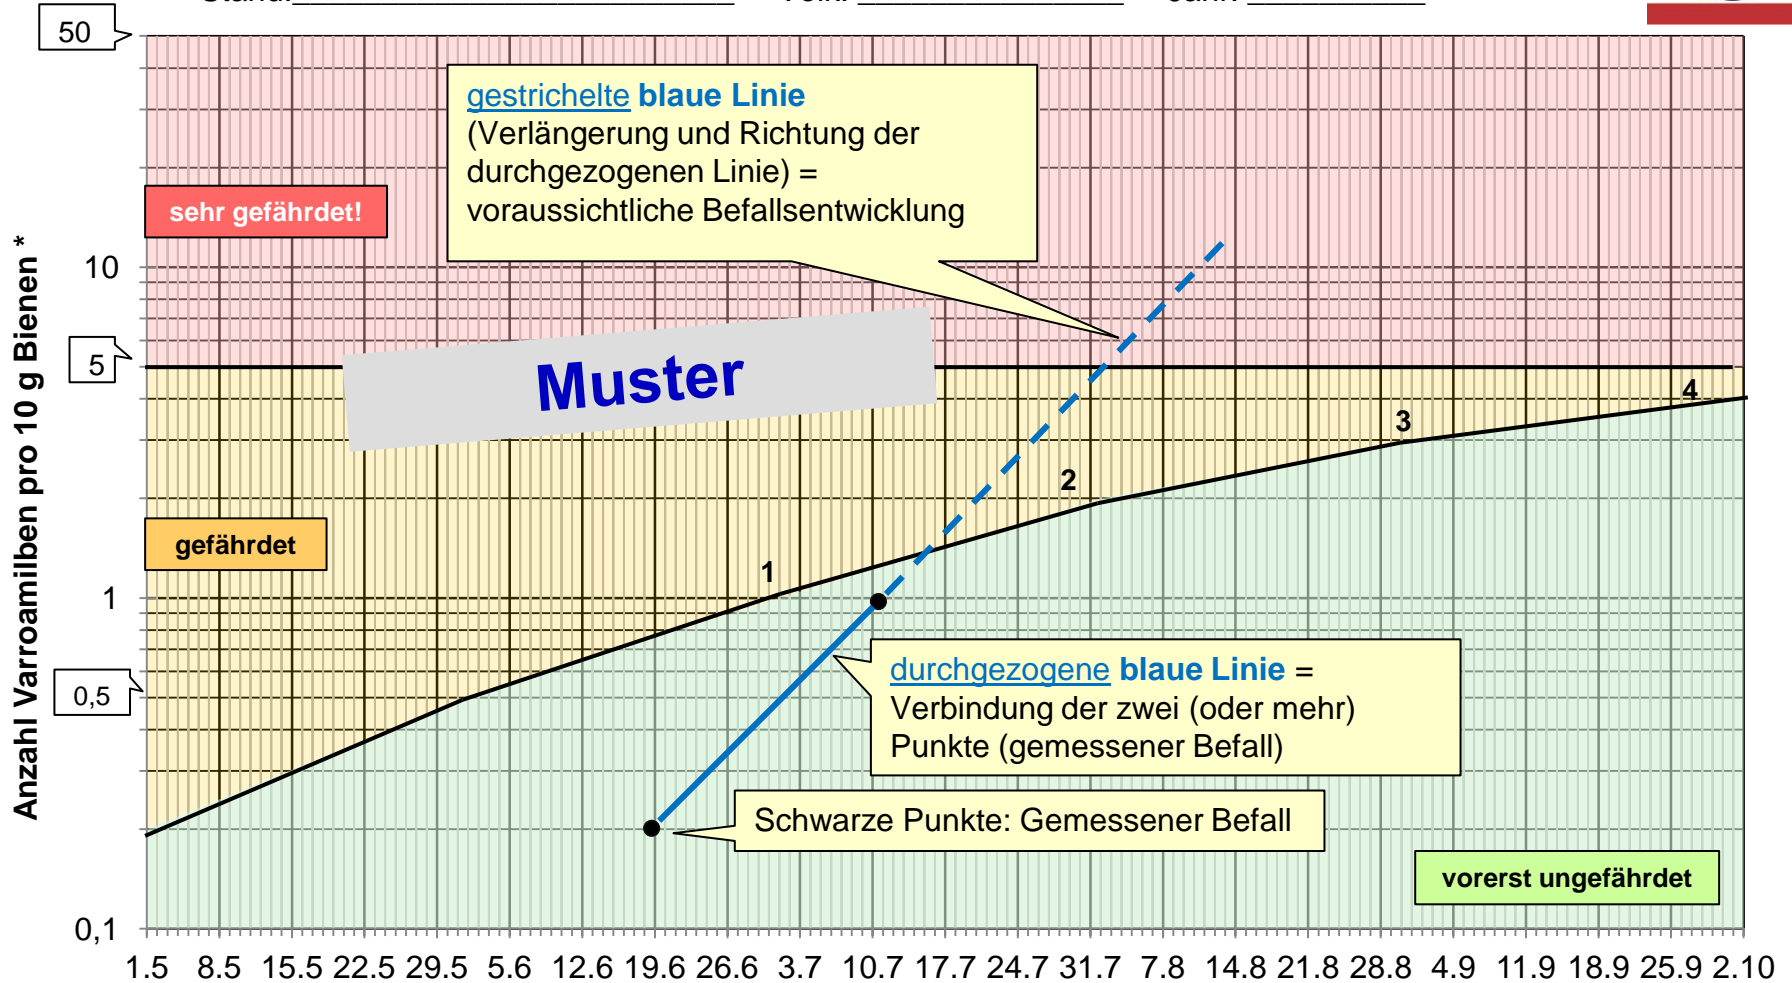 50
gestrichelte blaue Linie
(Verlängerung und Richtung der
durchgezogenen Linie) =
voraussichtliche Befallsentwicklung
sehr gefährdet!
10
5
Muster
4
3
2
gefährdet
1
1
durchgezogene blaue Linie =
Verbindung der zwei (oder mehr)
Punkte (gemessener Befall)
0,5
Schwarze Punkte: Gemessener Befall
vorerst ungefährdet
0,1
Anzahl Varroamilben pro 10 g Bienen *
1.5 8.5 15.5 22.5 29.5 5.6 12.6 19.6 26.6 3.7 10.7 17.7 24.7 31.7 7.8 14.8 21.8 28.8 4.9 11.9 18.9 25.9 2.10